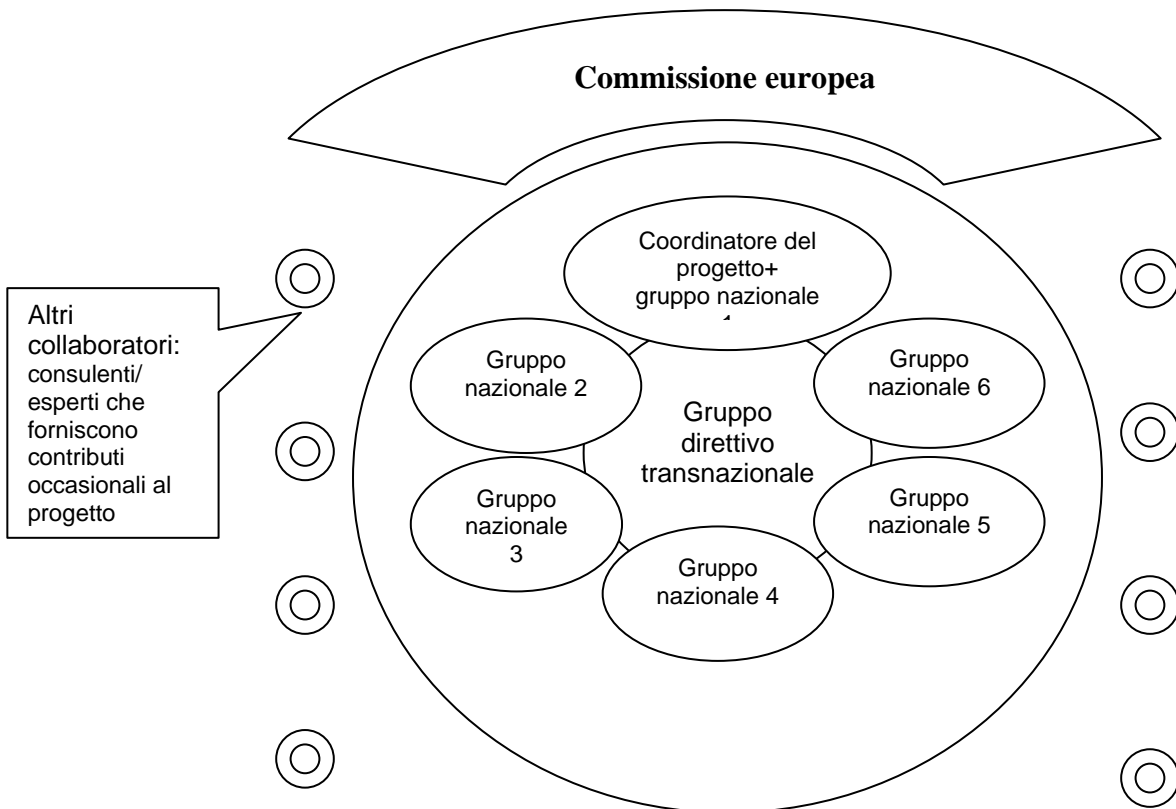 Commissione europea
Coordinatore del
progetto+
gruppo nazionale
Gruppo
nazionale 2
Gruppo
nazionale 6
Gruppo
direttivo
transnazionale
Gruppo
nazionale
3
Gruppo
nazionale 5
Gruppo
nazionale 4
Altri
collaboratori:
consulenti/
esperti che
forniscono
contributi
occasionali al
progetto